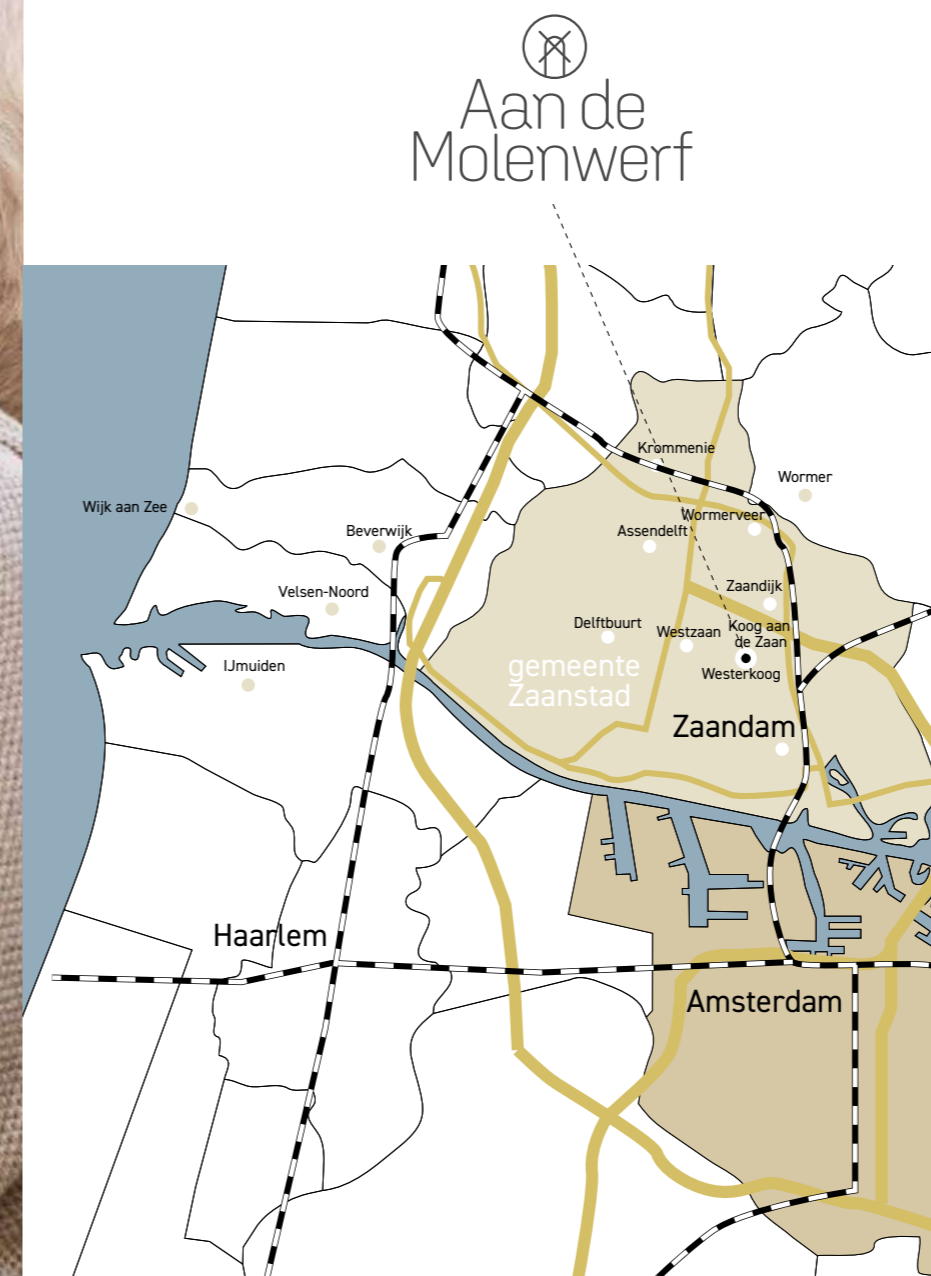 Aan de
Molenwerf
Krommenie
Wormer
Wijk aan Zee
Wormerveer
Beverwijk
Assendelft
Zaandijk
Velsen-Noord
Delftbuurt
Westzaan
Koog aan
de Zaan
IJmuiden
gemeente
Zaanstad
Westerkoog
Zaandam
Haarlem
Amsterdam